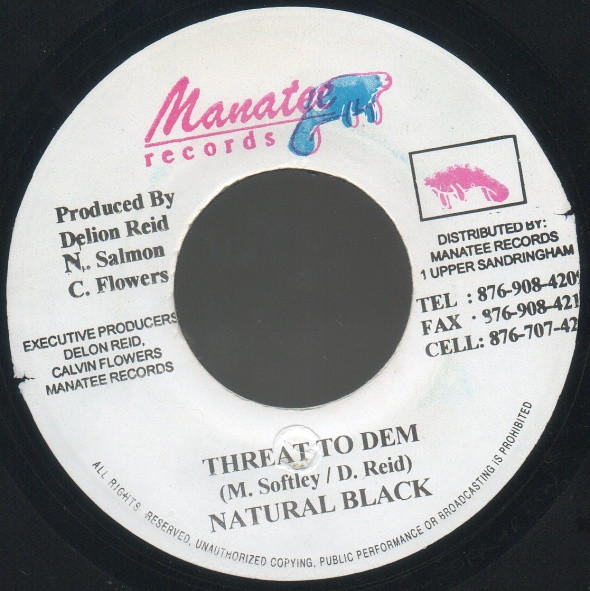 Manatee
records
Produced By
Delion Reid
N,. Salmon
C. Flowers
EXECUTIVE PRODUCERS
DELON REID,
CALVIN FLOWERS
MANATEE RECORDS
DISTRIBUTED BY:
MANATEE RECORDS
1 UPPER SANDRINGHAM
TEL : 876-908-420
FAX : 876-908-421
CELL: 876-707-42
THREAT TO DEM
(M. Softley / D. Reid)
NATURAL BLACK
ALL RIGHTS RESERVED, UNAUTHORIZED COPYING, PUBLIC PERFORMANCE OR BROADCASTING IS PROHIBITED